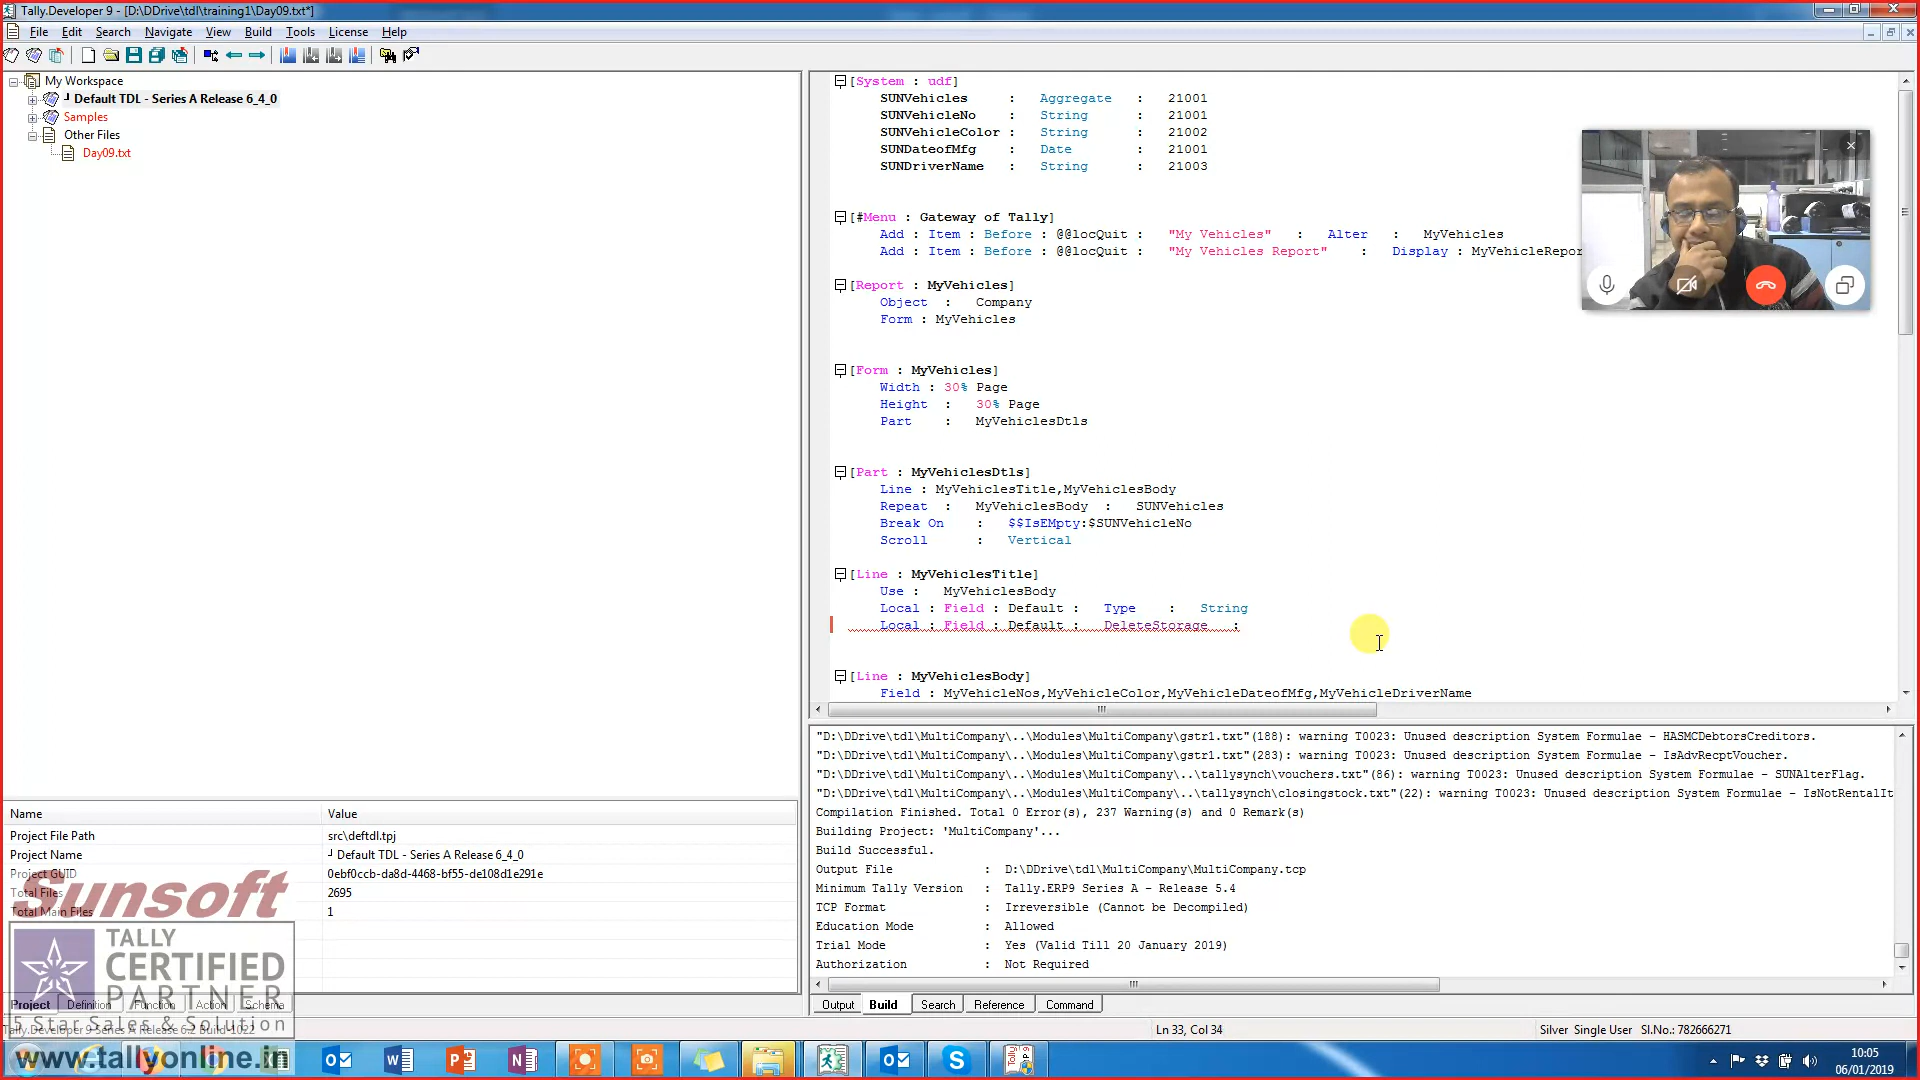 Tally.Developer 9 - [D:\DDrive\tdl\training1\Day09.txt*]
File Edit Search Navigate View Build Tools License Help
My Workspace
Default TDL - Series A Release 6_4_0
Samples
Other Files
Day09.txt
[System : udf]
SUNVehicles : Aggregate : 21001
SUNVehicleNo : String : 21001
SUNVehicleColor : String : 21002
SUNDateofMfg : Date : 21001
SUNDriverName : String : 21003
[#Menu : Gateway of Tally]
Add : Item : Before : @@locQuit : "My Vehicles" : Alter : MyVehicles
Add : Item : Before : @@locQuit : "My Vehicles Report" : Display : MyVehicleRepor
[Report : MyVehicles]
Object : Company
Form : MyVehicles
[Form : MyVehicles]
Width : 30% Page
Height : 30% Page
Part : MyVehiclesDtls
[Part : MyVehiclesDtls]
Line : MyVehiclesTitle,MyVehiclesBody
Repeat : MyVehiclesBody : SUNVehicles
Break On : $$IsEMpty:$SUNVehicleNo
Scroll : Vertical
[Line : MyVehiclesTitle]
Use : MyVehiclesBody
Local : Field : Default : Type : String
Local : Field : Default : DeleteStorage :
[Line : MyVehiclesBody]
Field : MyVehicleNos,MyVehicleColor,MyVehicleDateofMfg,MyVehicleDriverName
"D:\DDrive\tdl\MultiCompany\..\Modules\MultiCompany\gstr1.txt"(188): warning T0023: Unused description System Formulae - HASMCDebtorsCreditors.
"D:\DDrive\tdl\MultiCompany\..\Modules\MultiCompany\gstr1.txt"(283): warning T0023: Unused description System Formulae - IsAdvRecptVoucher.
"D:\DDrive\tdl\MultiCompany\..\Modules\MultiCompany\..\tallysynch\vouchers.txt"(86): warning T0023: Unused description System Formulae - SUNAlterFlag.
"D:\DDrive\tdl\MultiCompany\..\Modules\MultiCompany\..\tallysynch\closingstock.txt"(22): warning T0023: Unused description System Formulae - IsNotRentalIt
Compilation Finished. Total 0 Error(s), 237 Warning(s) and 0 Remark(s)
Building Project: 'MultiCompany'...
Build Successful.
Output File : D:\DDrive\tdl\MultiCompany\MultiCompany.tcp
Minimum Tally Version : Tally.ERP9 Series A - Release 5.4
TCP Format : Irreversible (Cannot be Decompiled)
Education Mode : Allowed
Trial Mode : Yes (Valid Till 20 January 2019)
Authorization : Not Required
Output Build Search Reference Command
Name Value
Project File Path src\deftdl.tpj
Project Name Default TDL - Series A Release 6_4_0
Project GUID 0ebf0ccb-da8d-4468-bf55-de108d1e291e
Total Files 2695
Total Main Files 1
Sunsoft
TALLY
CERTIFIED
PARTNER
5 Star Sales & Solution
Project Definition Function Action Schema
Tally.Developer 9 Series A Release 6.2 Build-1022
Ln 33, Col 34
Silver Single User Sl.No.: 782666271
www.tallyonline.in
10:05
06/01/2019